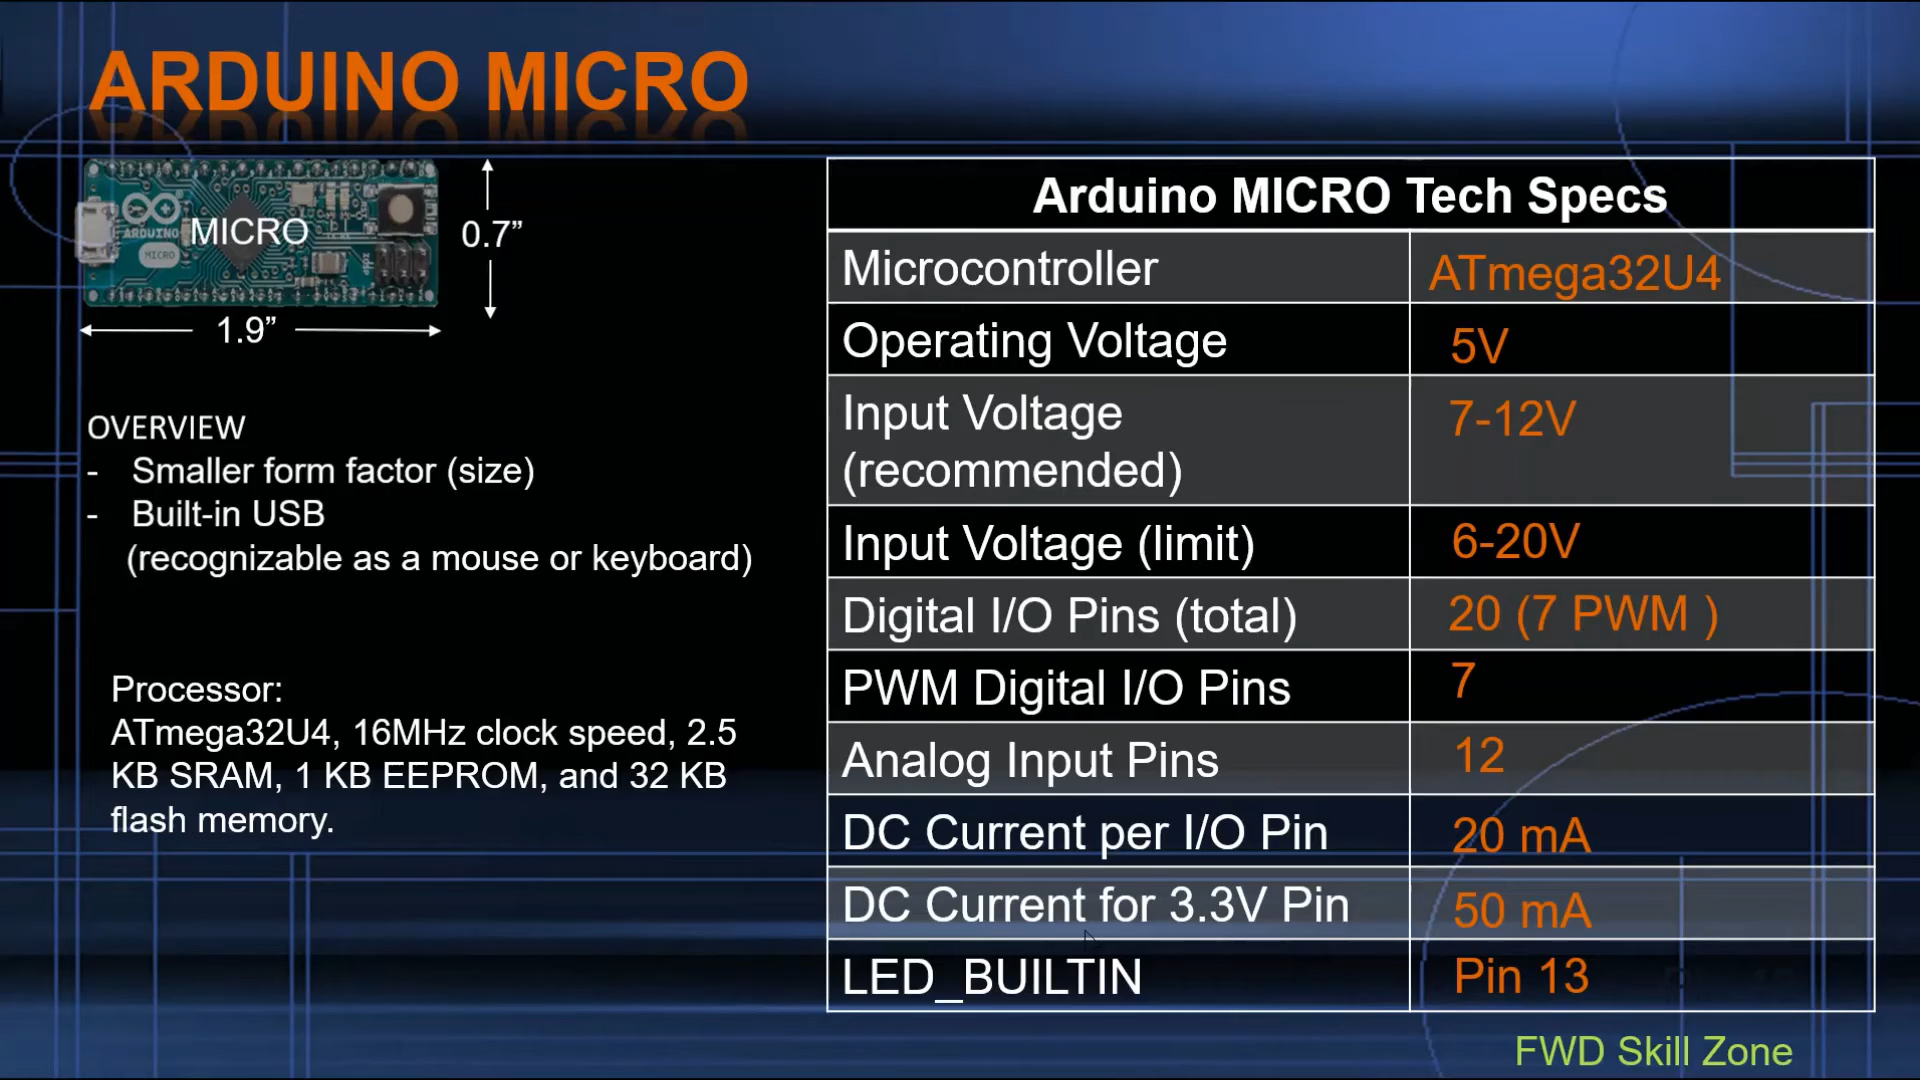 ARDUINO MICRO
ARDUINO
MICRO
MICRO
0.7”
1.9”
OVERVIEW
- Smaller form factor (size)
- Built-in USB
(recognizable as a mouse or keyboard)
Processor:
ATmega32U4, 16MHz clock speed, 2.5
KB SRAM, 1 KB EEPROM, and 32 KB
flash memory.
Arduino MICRO Tech Specs
Microcontroller ATmega32U4
Operating Voltage 5V
Input Voltage 7-12V
(recommended)
Input Voltage (limit) 6-20V
Digital I/O Pins (total) 20 (7 PWM )
PWM Digital I/O Pins 7
Analog Input Pins 12
DC Current per I/O Pin 20 mA
DC Current for 3.3V Pin 50 mA
LED_BUILTIN Pin 13
FWD Skill Zone